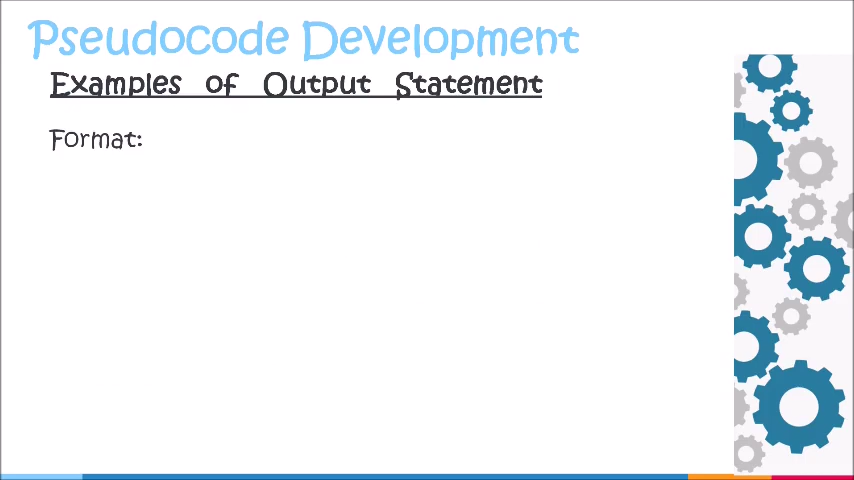 Pseudocode Development
Examples of Output Statement
Format: